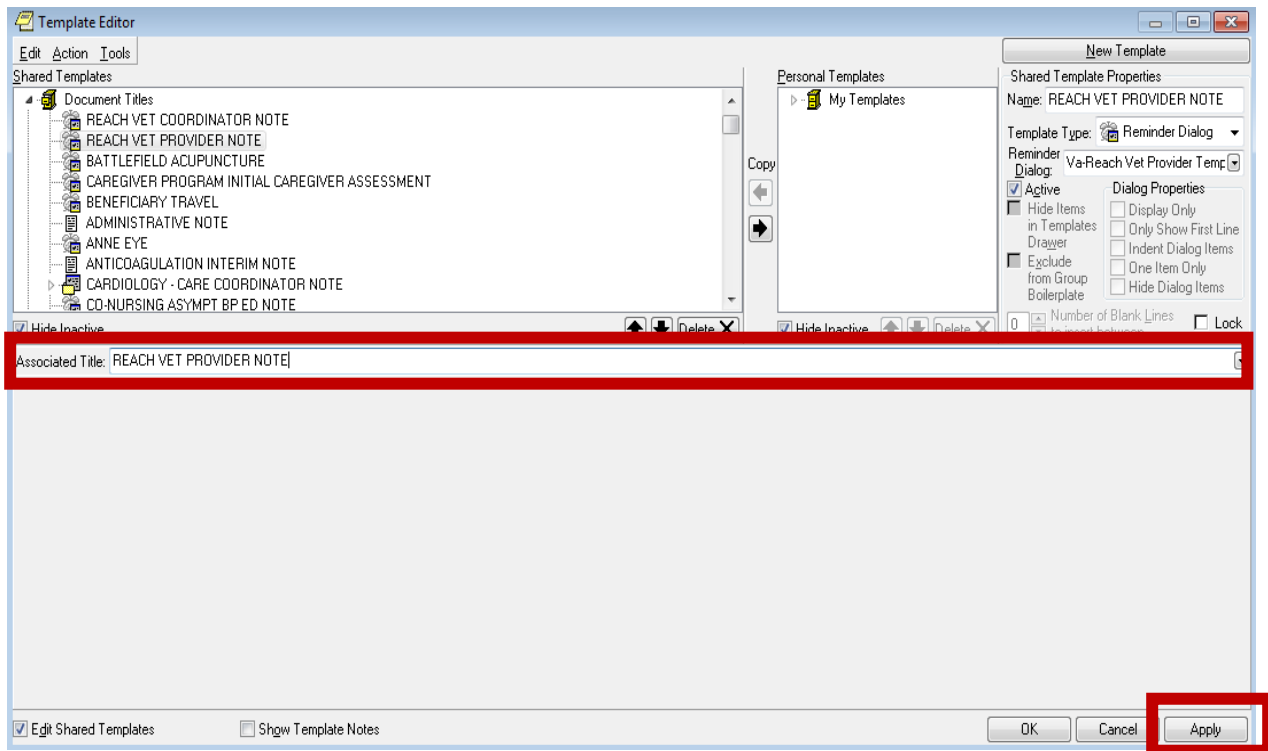 Template Editor
Edit Action Tools
New Template
Shared Templates
Document Titles
REACH VET COORDINATOR NOTE
REACH VET PROVIDER NOTE
BATTLEFIELD ACUPUNCTURE
CAREGIVER PROGRAM INITIAL CAREGIVER ASSESSMENT
BENEFICIARY TRAVEL
ADMINISTRATIVE NOTE
ANNE EYE
ANTICOAGULATION INTERIM NOTE
CARDIOLOGY - CARE COORDINATOR NOTE
CO-NURSING ASYMPT BP ED NOTE
Hide Inactive
Delete
Copy
Personal Templates
My Templates
Hide Inactive
Delete
Shared Template Properties
Name: REACH VET PROVIDER NOTE
Template Type: Reminder Dialog
Reminder
Dialog: Va-Reach Vet Provider Temp
Active
Hide Items
in Templates
Drawer
Exclude
from Group
Boilerplate
Dialog Properties
Display Only
Only Show First Line
Indent Dialog Items
One Item Only
Hide Dialog Items
0 Number of Blank Lines
to insert between
Lock
Associated Title: REACH VET PROVIDER NOTE
Edit Shared Templates
Show Template Notes
OK
Cancel
Apply